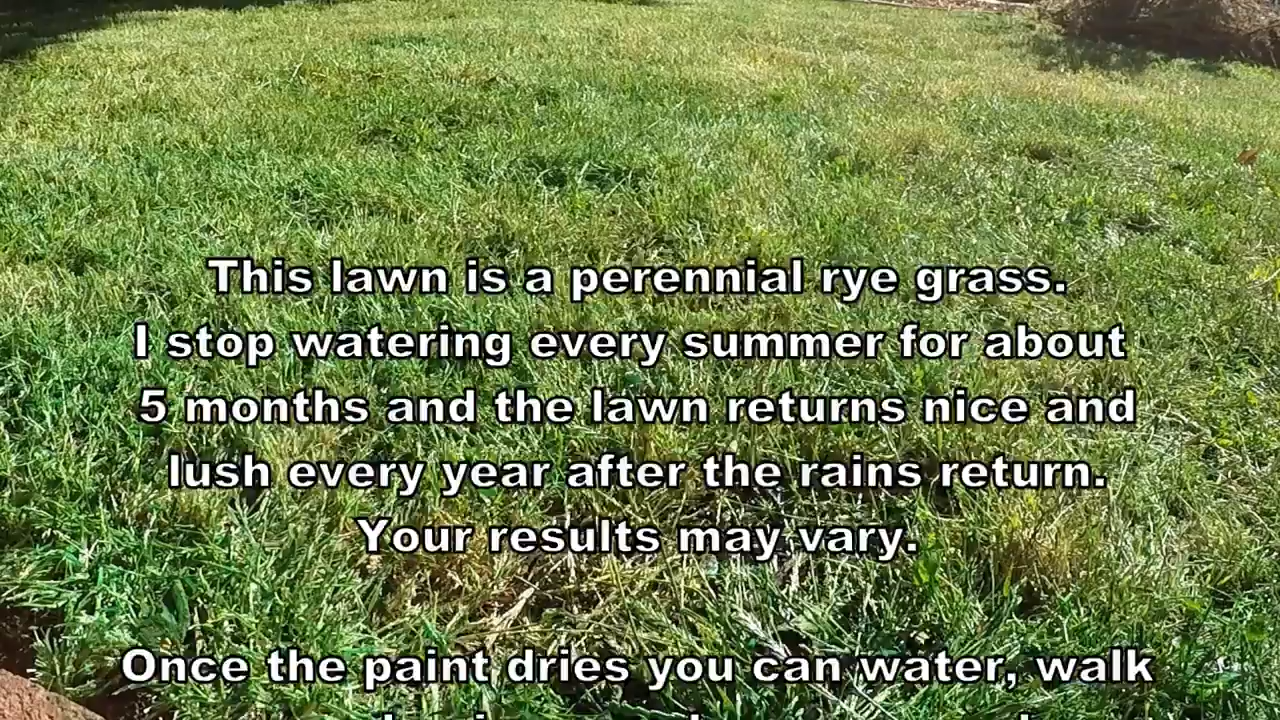 This lawn is a perennial rye grass.
I stop watering every summer for about
5 months and the lawn returns nice and
lush every year after the rains return.
Your results may vary.
Once the paint dries you can water, walk